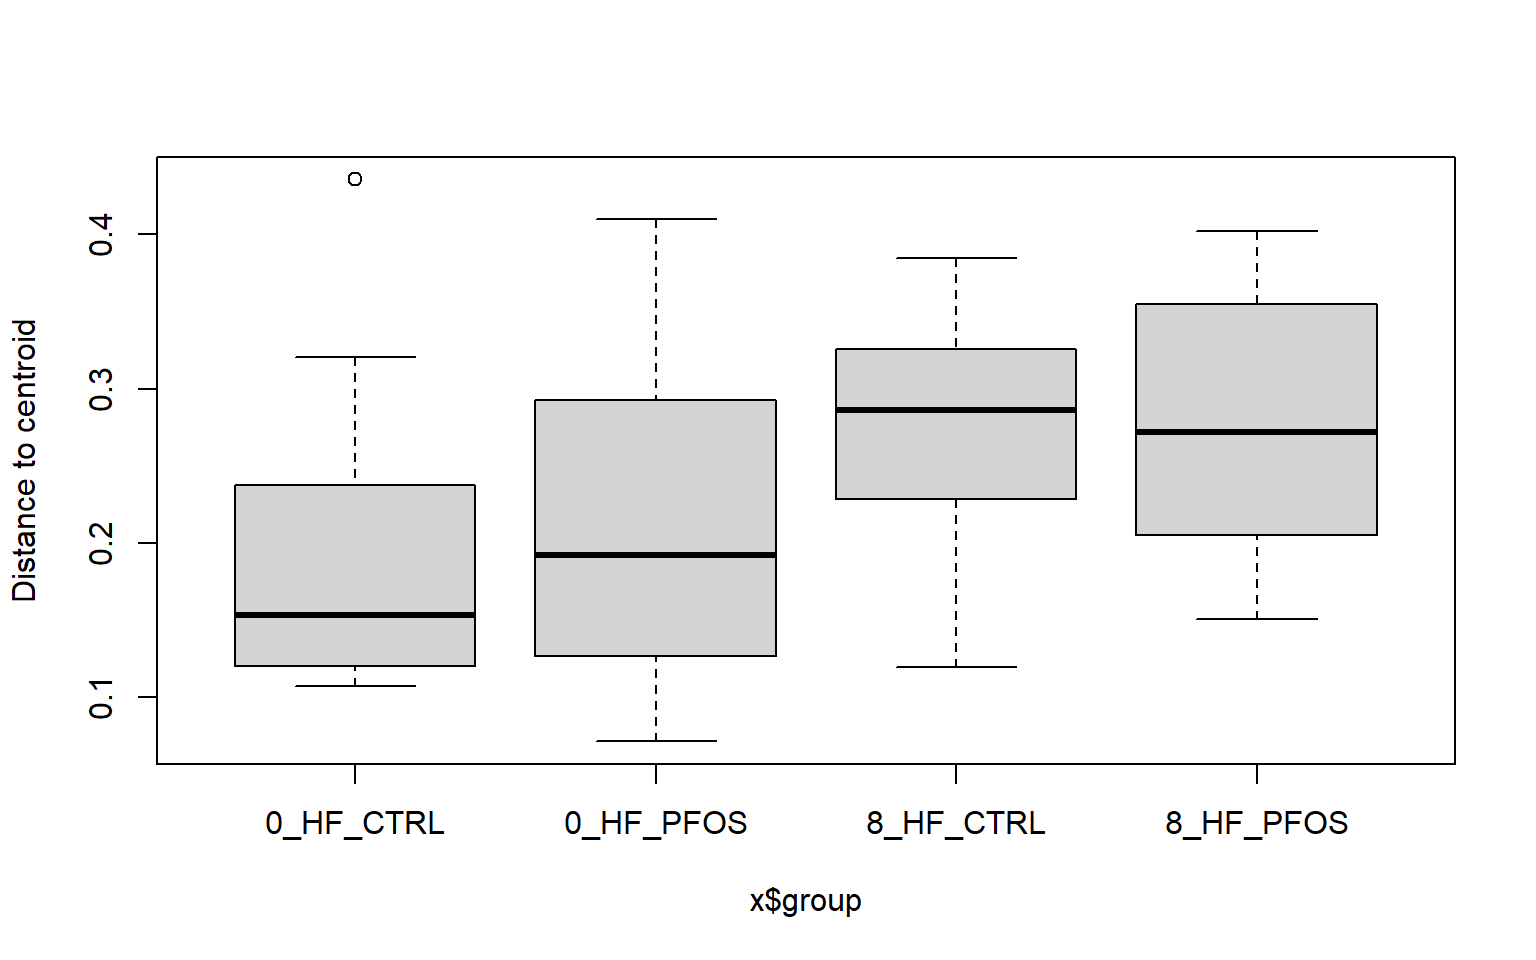 Distance to centroid
0.4
0.3
0.2
0.1
0_HF_CTRL 0_HF_PFOS 8_HF_CTRL 8_HF_PFOS
x$group